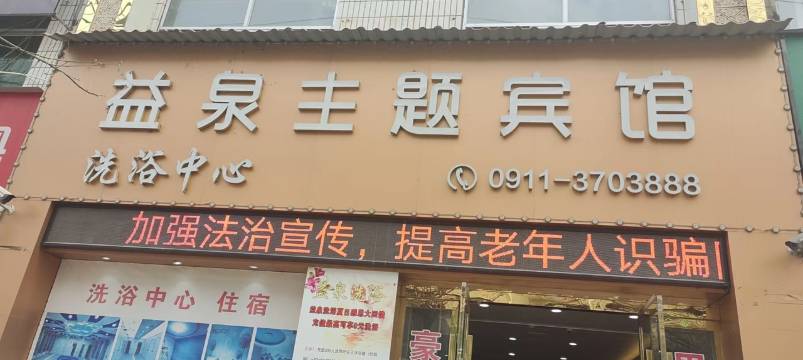 益泉主题宾馆
洗浴中心
0911-3703888
加强法治宣传，提高老年人识骗
洗浴中心 住宿
豪